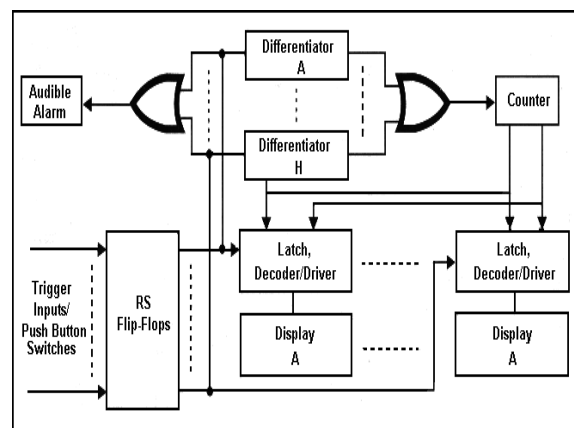 Differentiator
A
Audible
Alarm
Counter
Differentiator
H
Trigger
Inputs/
Push Button
Switches
RS
Flip-Flops
Latch,
Decoder/Driver
Latch,
Decoder/Driver
Display
A
Display
A